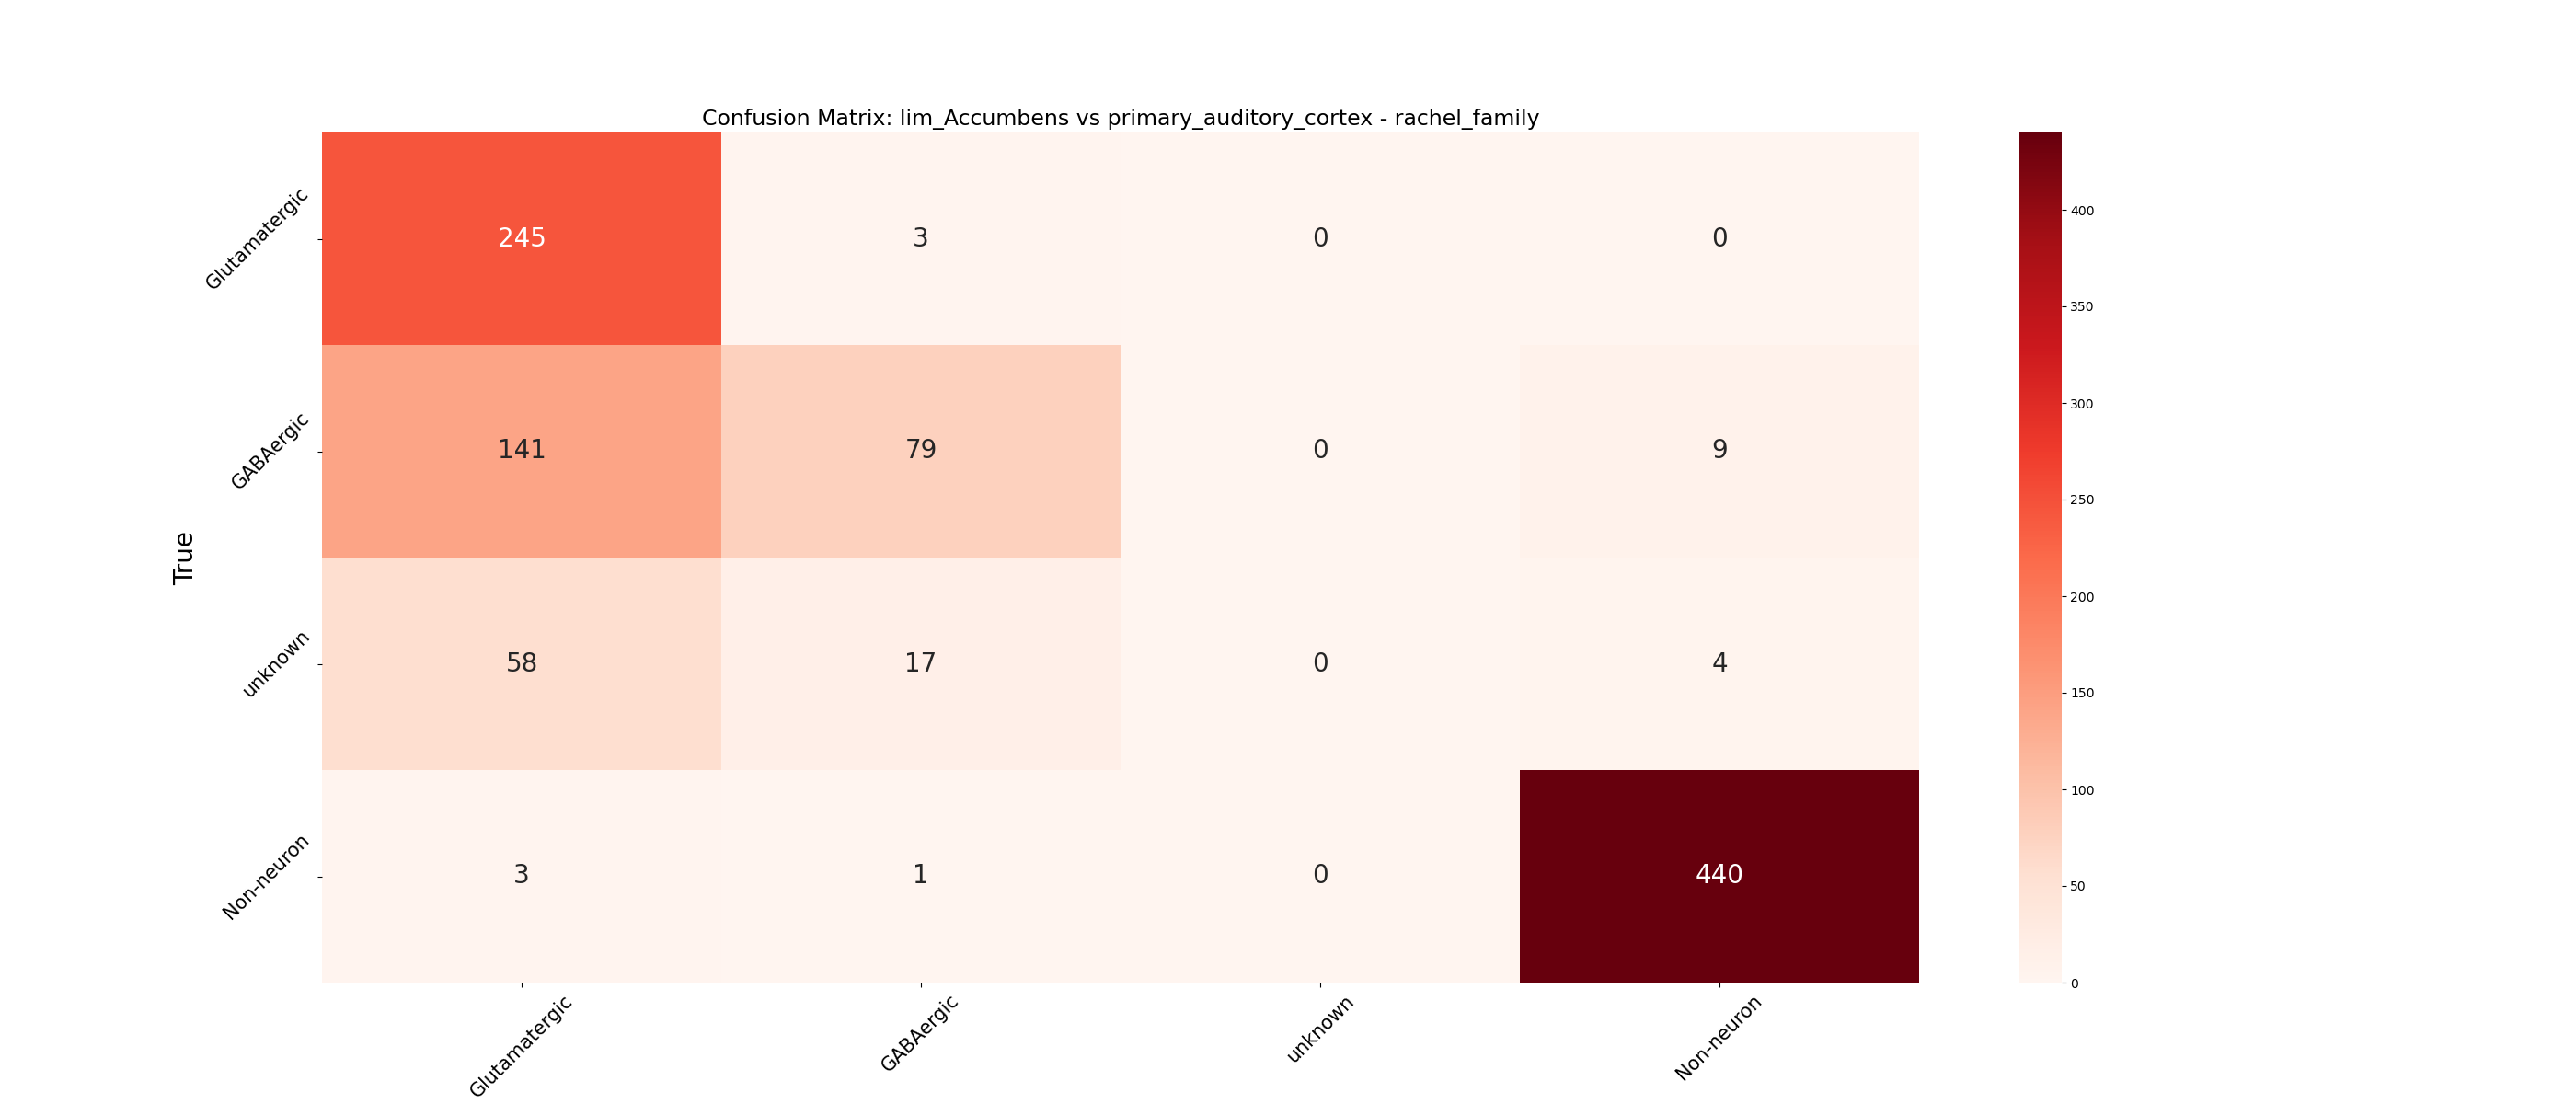 Confusion Matrix: lim_Accumbens vs primary_auditory_cortex - rachel_family
Glutamatergic
245
3
0
0
GABAergic
141
79
0
9
unknown
58
17
0
4
Non-neuron
3
1
0
440
True
Glutamatergic
GABAergic
unknown
Non-neuron
400
350
300
250
200
150
100
50
0